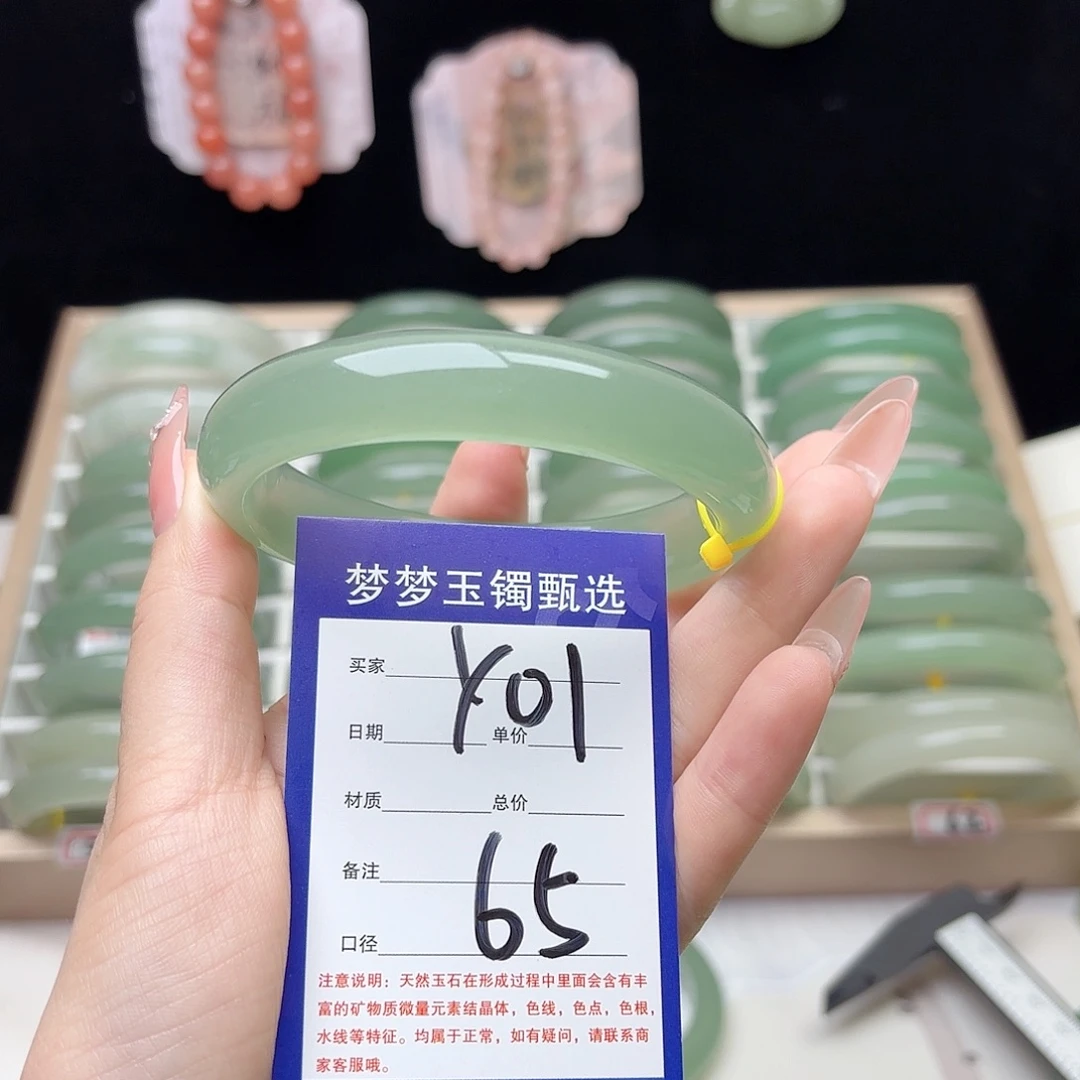 梦梦玉镯甄选
买家
Y01
日期 单价
材质 总价
备注
65
口径
注意说明：天然玉石在形成过程中里面会含有丰
富的矿物质微量元素结晶体，色线，色点，色根，
水线等特征。均属于正常，如有疑问，请联系商
家客服哦。